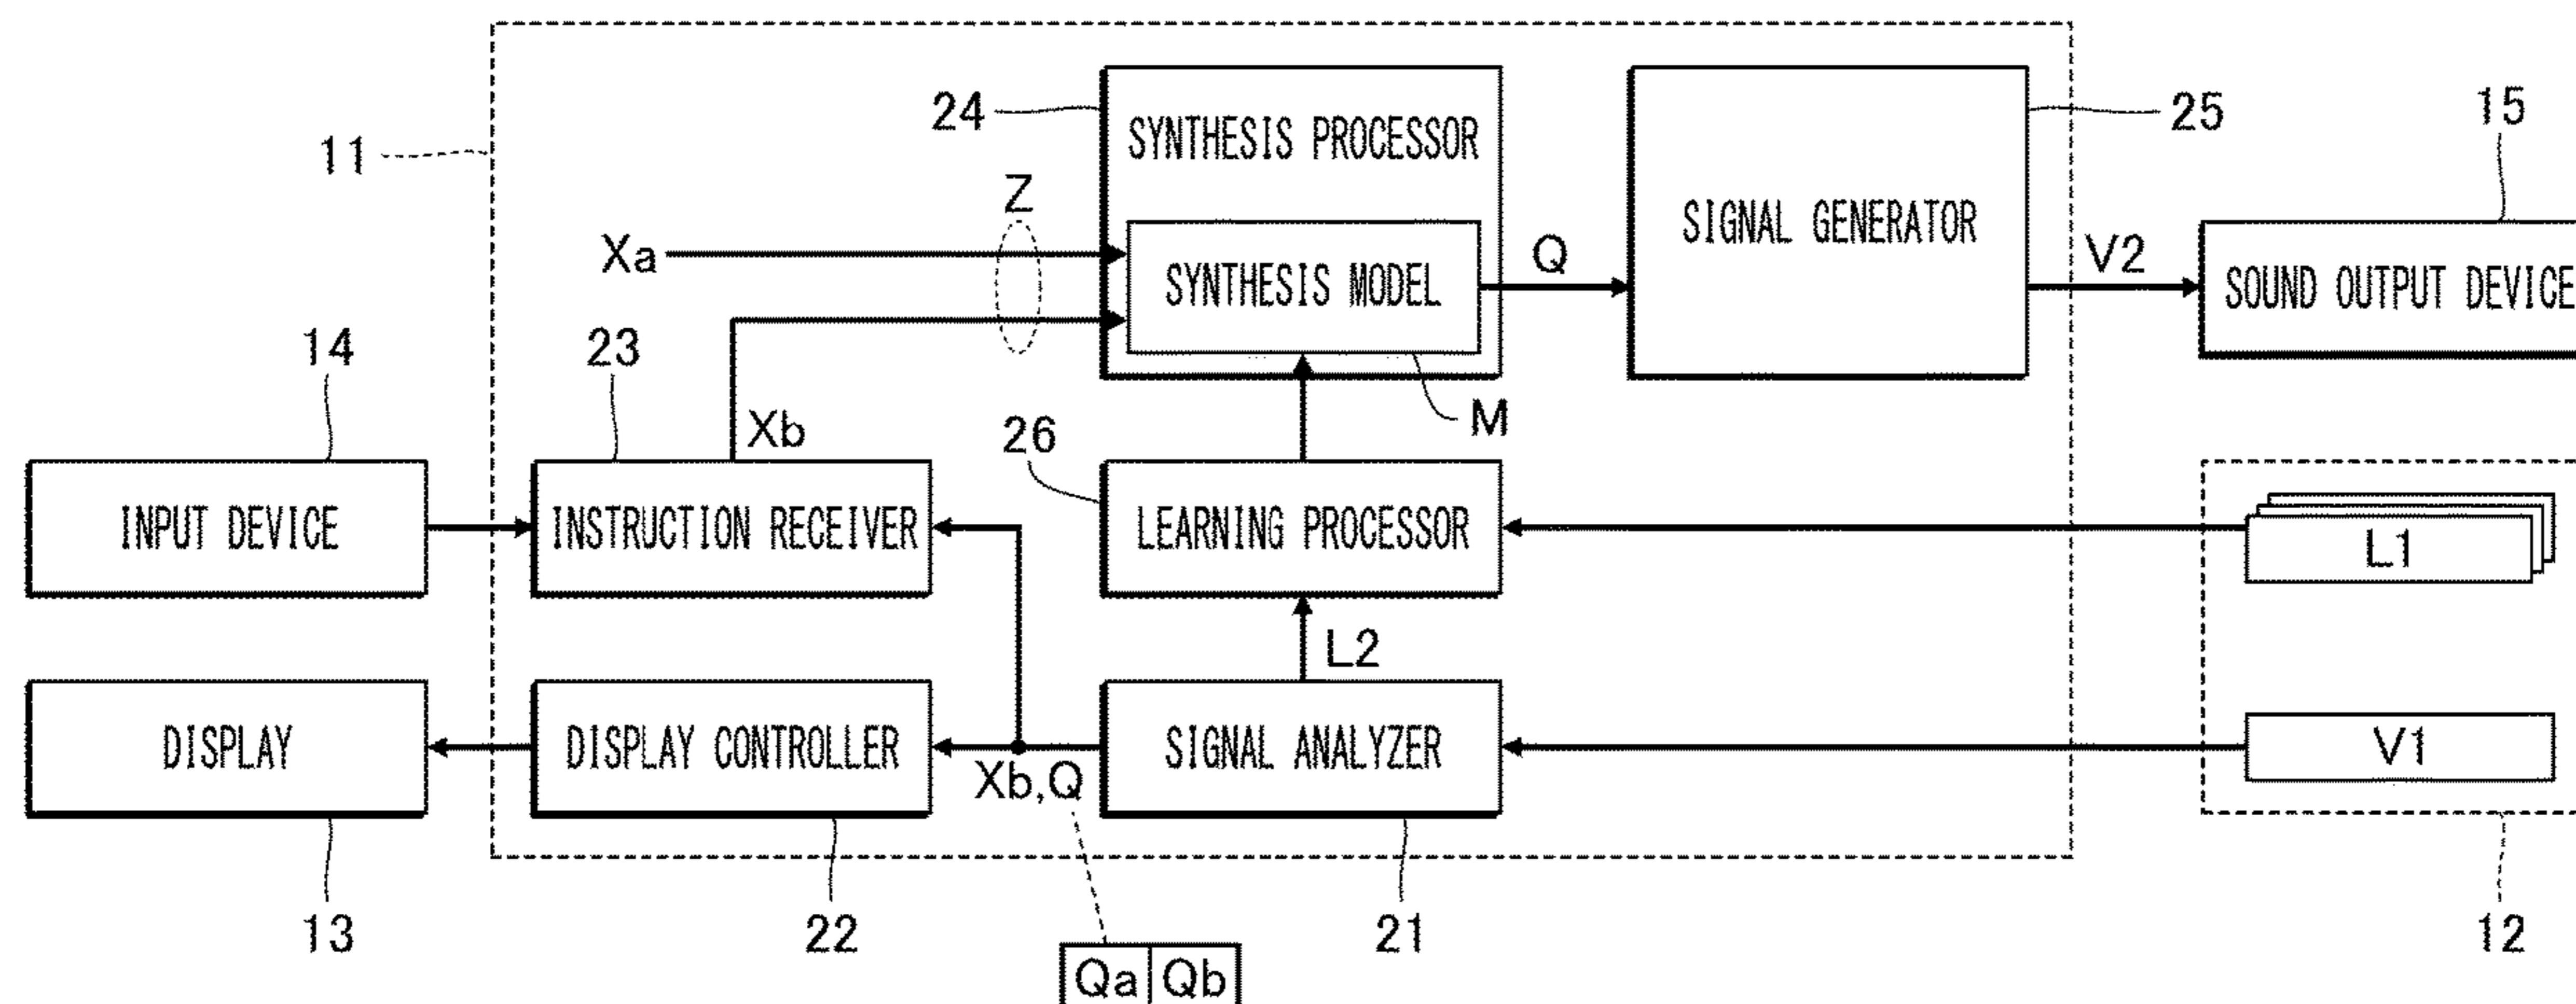 24
25
15
11
SYNTHESIS PROCESSOR
Z
SIGNAL GENERATOR
Xa
Q
V2
SYNTHESIS MODEL
SOUND OUTPUT DEVICE
14
23
Xb
26
M
INPUT DEVICE
INSTRUCTION RECEIVER
LEARNING PROCESSOR
L1
L2
DISPLAY
DISPLAY CONTROLLER
SIGNAL ANALYZER
V1
Xb,Q
13
22
21
12
Qa Qb